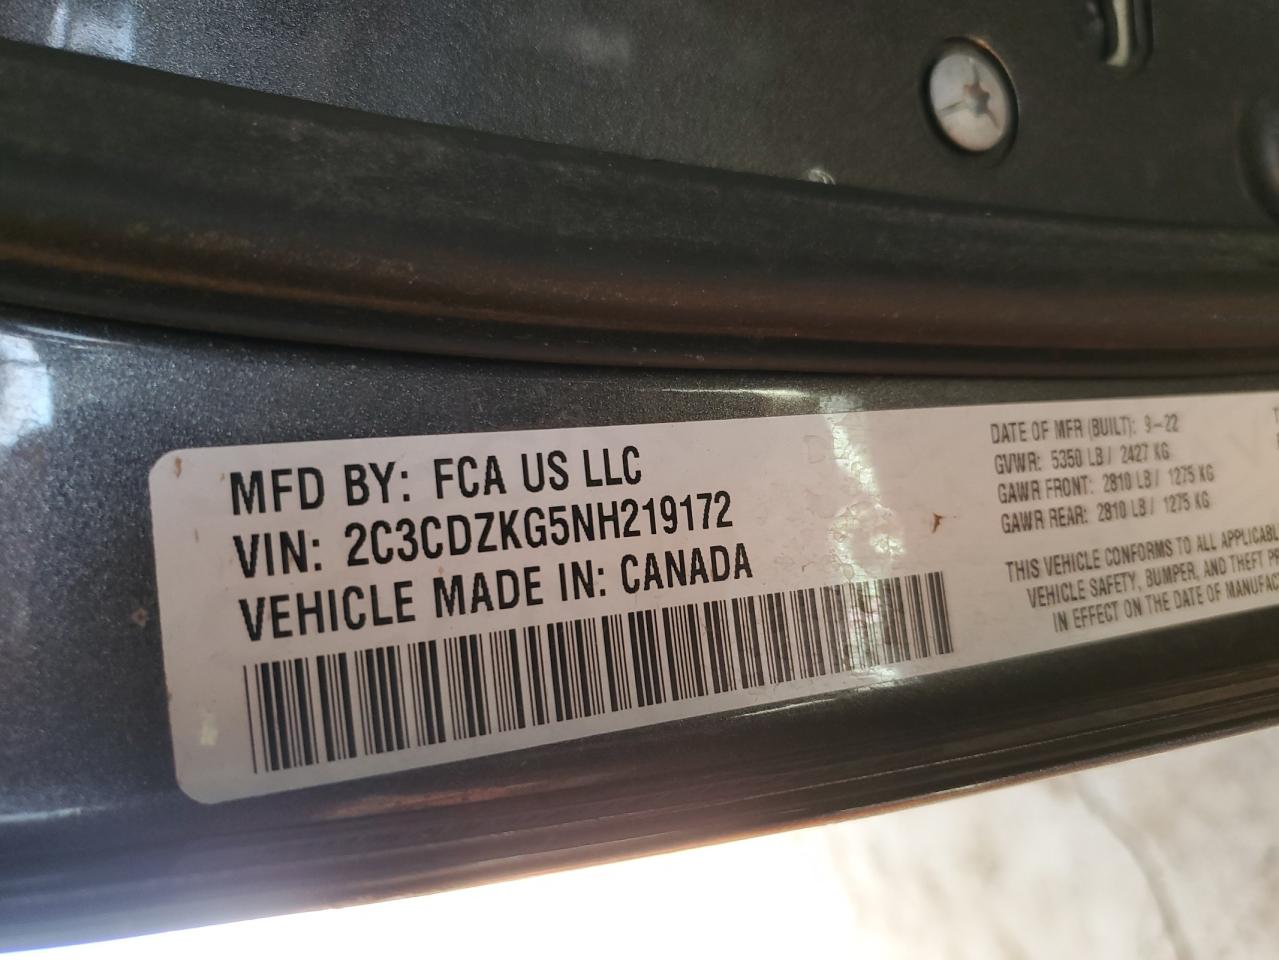 MFD BY: FCA US LLC
VIN: 2C3CDZKG5NH219172
VEHICLE MADE IN: CANADA
DATE OF MFR (BUILT): 9-22
GVWR: 5350 LB / 2427 KG
GAWR FRONT: 2810 LB / 1275 KG
GAWR REAR: 2810 LB / 1275 KG
THIS VEHICLE CONFORMS TO ALL APPLICABL
VEHICLE SAFETY, BUMPER, AND THEFT
IN EFFECT ON THE DATE OF MANUFAC